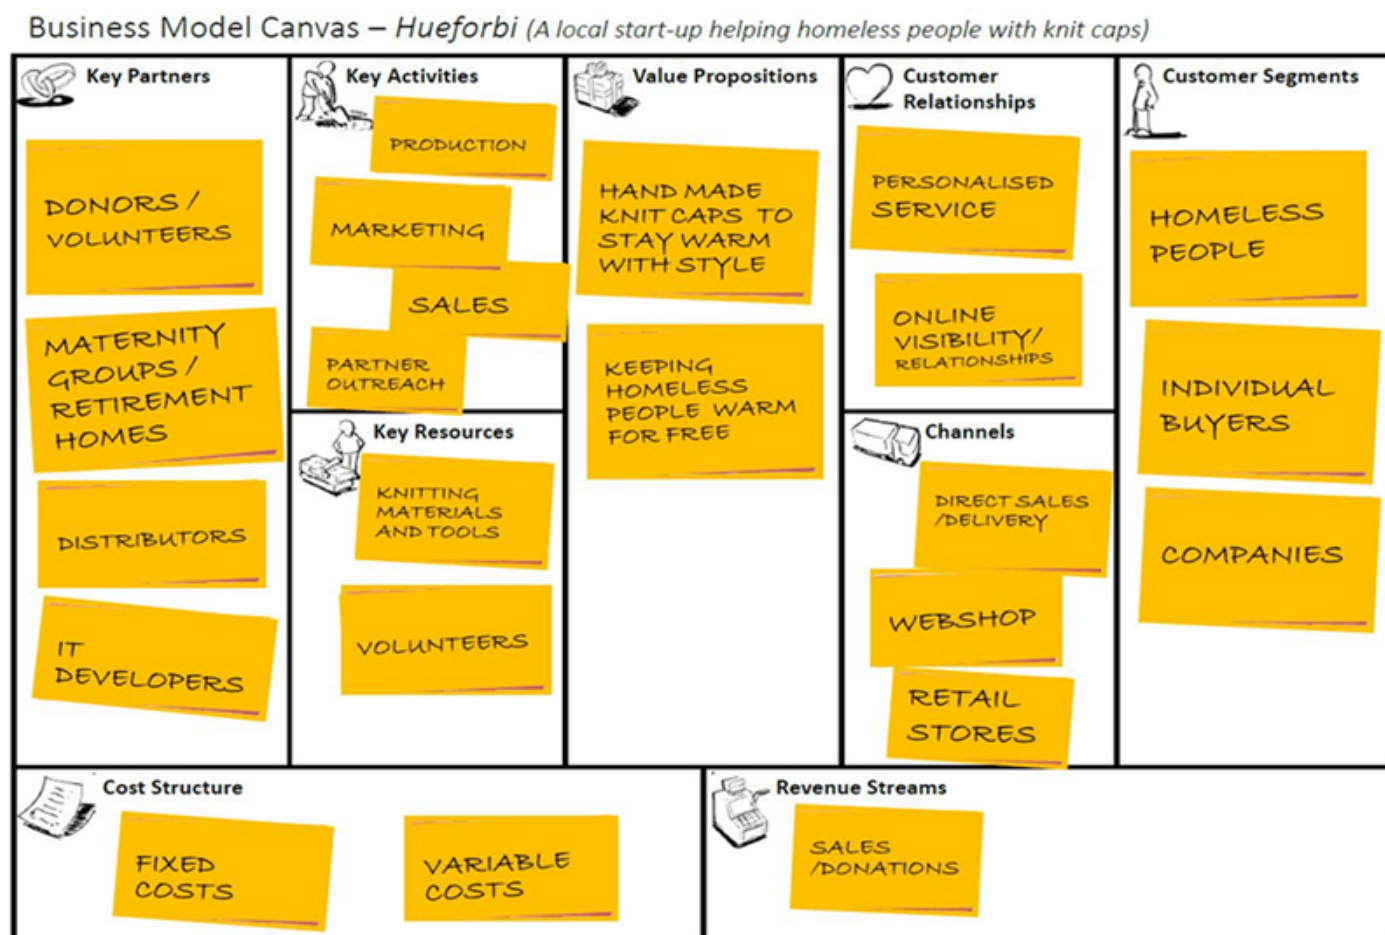 Business Model Canvas – Hueforbi (A local start-up helping homeless people with knit caps)
Key Partners
DONORS /
VOLUNTEERS
MATERNITY
GROUPS /
RETIREMENT
HOMES
DISTRIBUTORS
IT
DEVELOPERS
Key Activities
PRODUCTION
MARKETING
SALES
PARTNER
OUTREACH
Key Resources
KNITTING
MATERIALS
AND TOOLS
VOLUNTEERS
Value Propositions
HAND MADE
KNIT CAPS TO
STAY WARM
WITH STYLE
KEEPING
HOMELESS
PEOPLE WARM
FOR FREE
Customer
Relationships
PERSONALISED
SERVICE
ONLINE
VISIBILITY/
RELATIONSHIPS
Channels
DIRECT SALES
/DELIVERY
WEBSHOP
RETAIL
STORES
Customer Segments
HOMELESS
PEOPLE
INDIVIDUAL
BUYERS
COMPANIES
Cost Structure
FIXED
COSTS
VARIABLE
COSTS
Revenue Streams
SALES
/DONATIONS